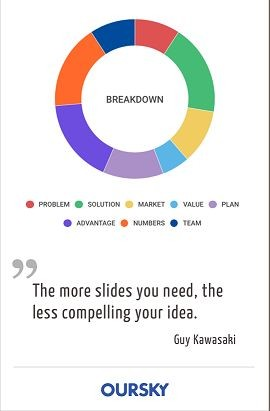 BREAKDOWN
PROBLEM SOLUTION MARKET VALUE PLAN
ADVANTAGE NUMBERS TEAM
”
The more slides you need, the
less compelling your idea.
Guy Kawasaki
OURSKY